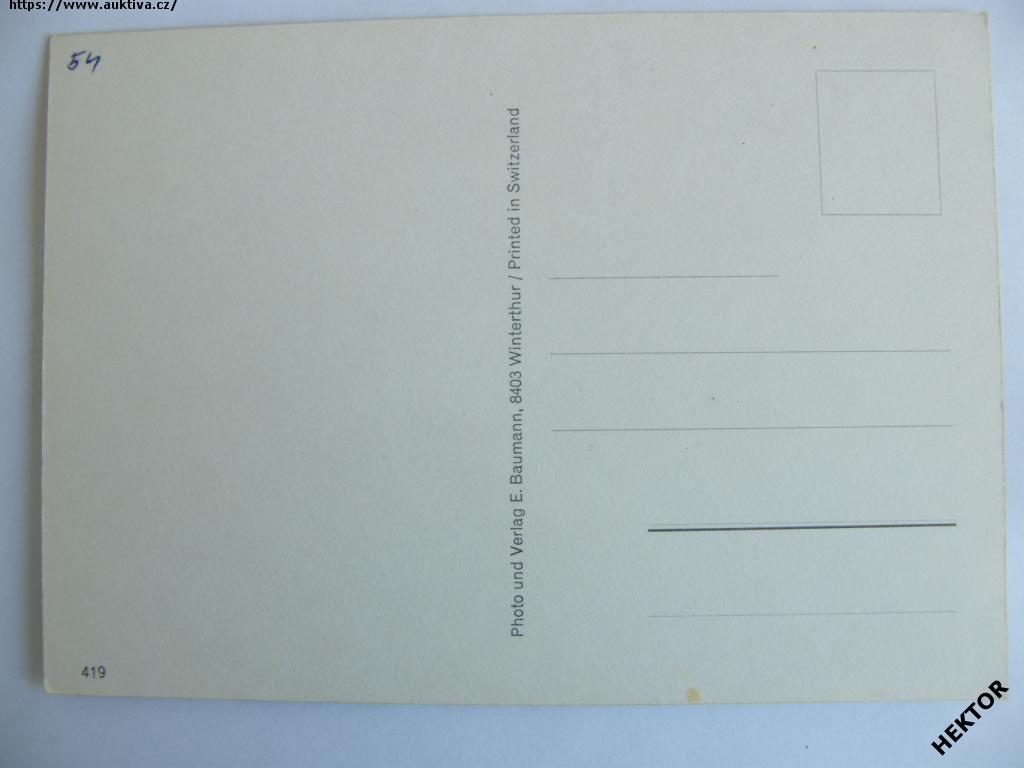 https://www.auktiva.cz/
54
Photo und Verlag E. Baumann, 8403 Winterthur / Printed in Switzerland
419
HEKTOR